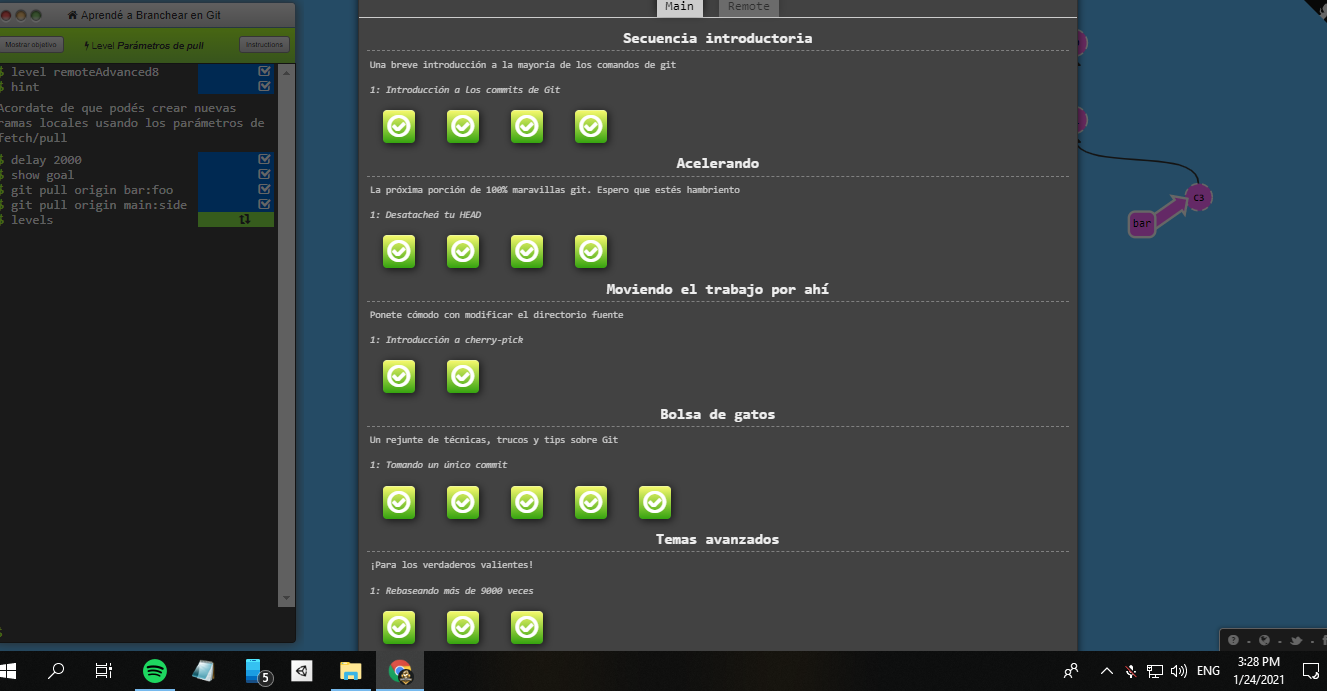 Aprendé a Branchear en Git
Mostrar objetivo
Level Parámetros de pull
Instructions
$ level remoteAdvanced8
$ hint
Acordate de que podés crear nuevas
ramas locales usando los parámetros de
fetch/pull
$ delay 2000
$ show goal
$ git pull origin bar:foo
$ git pull origin main:side
$ levels
$
Main
Remote
Secuencia introductoria
Una breve introducción a la mayoría de los comandos de git
1: Introducción a los commits de Git
Acelerando
La próxima porción de 100% maravillas git. Espero que estés hambriento
1: Desatacheá tu HEAD
Moviendo el trabajo por ahí
Ponete cómodo con modificar el directorio fuente
1: Introducción a cherry-pick
Bolsa de gatos
Un rejunte de técnicas, trucos y tips sobre Git
1: Tomando un único commit
Temas avanzados
¡Para los verdaderos valientes!
1: Rebaseando más de 9000 veces
c3
bar
5
ENG
3:28 PM
1/24/2021